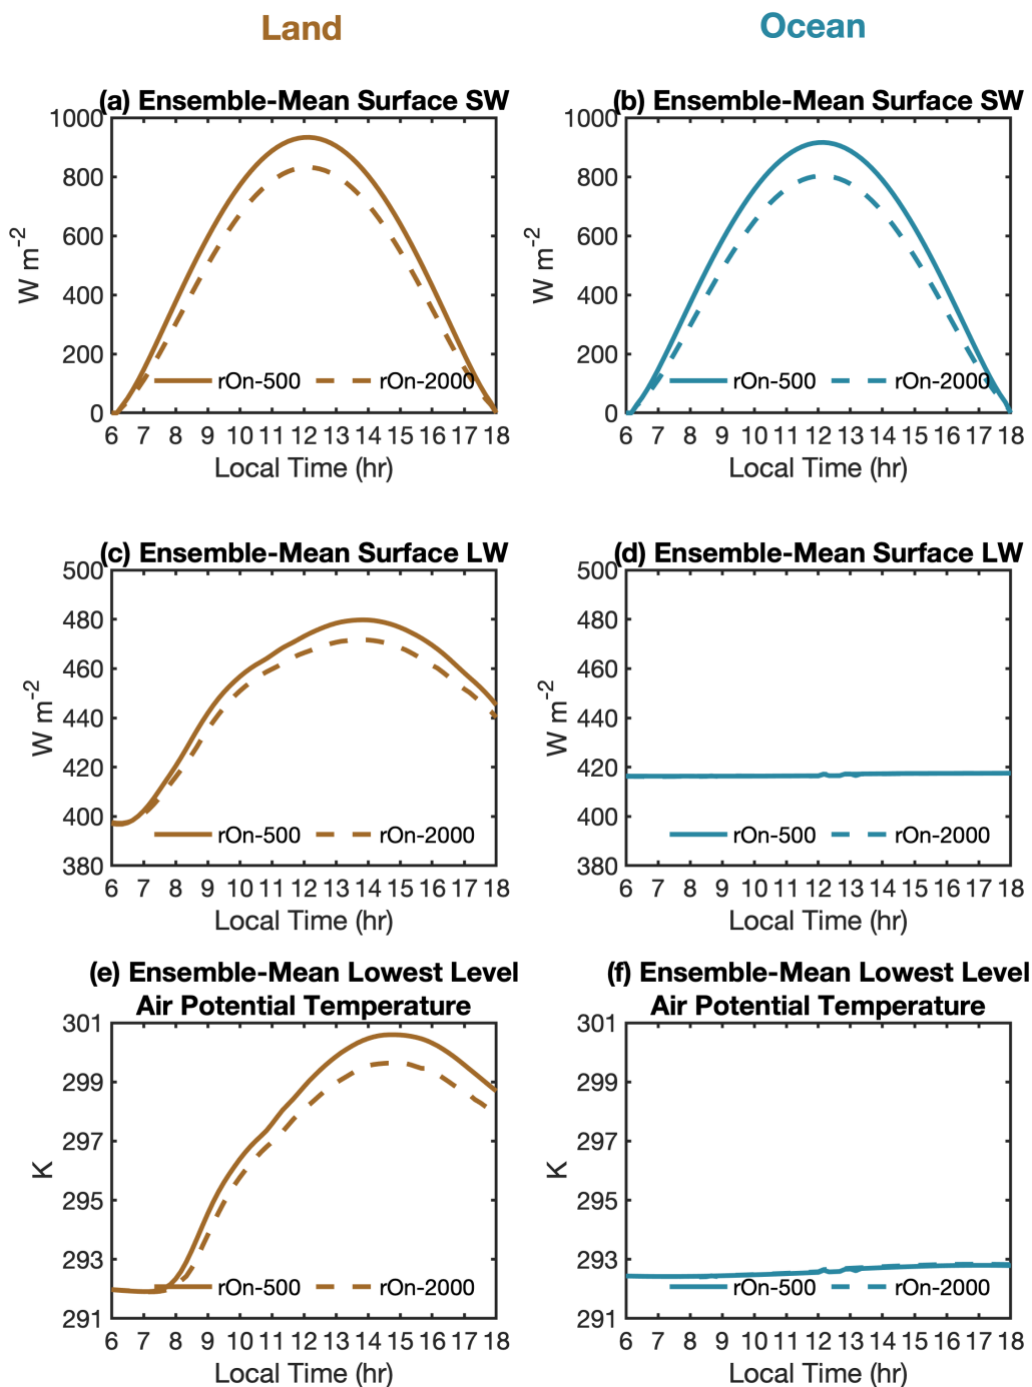 Land
Ocean
(a) Ensemble-Mean Surface SW
1000
800
600
400
200
0
W m-2
rOn-500 rOn-2000
6 7 8 9 10 11 12 13 14 15 16 17 18
Local Time (hr)
(b) Ensemble-Mean Surface SW
1000
800
600
400
200
0
W m-2
rOn-500 rOn-2000
6 7 8 9 10 11 12 13 14 15 16 17 18
Local Time (hr)
(c) Ensemble-Mean Surface LW
500
480
460
440
420
400
380
W m-2
rOn-500 rOn-2000
6 7 8 9 10 11 12 13 14 15 16 17 18
Local Time (hr)
(d) Ensemble-Mean Surface LW
500
480
460
440
420
400
380
W m-2
rOn-500 rOn-2000
6 7 8 9 10 11 12 13 14 15 16 17 18
Local Time (hr)
(e) Ensemble-Mean Lowest Level
Air Potential Temperature
301
299
297
295
293
291
K
rOn-500 rOn-2000
6 7 8 9 10 11 12 13 14 15 16 17 18
Local Time (hr)
(f) Ensemble-Mean Lowest Level
Air Potential Temperature
301
299
297
295
293
291
K
rOn-500 rOn-2000
6 7 8 9 10 11 12 13 14 15 16 17 18
Local Time (hr)